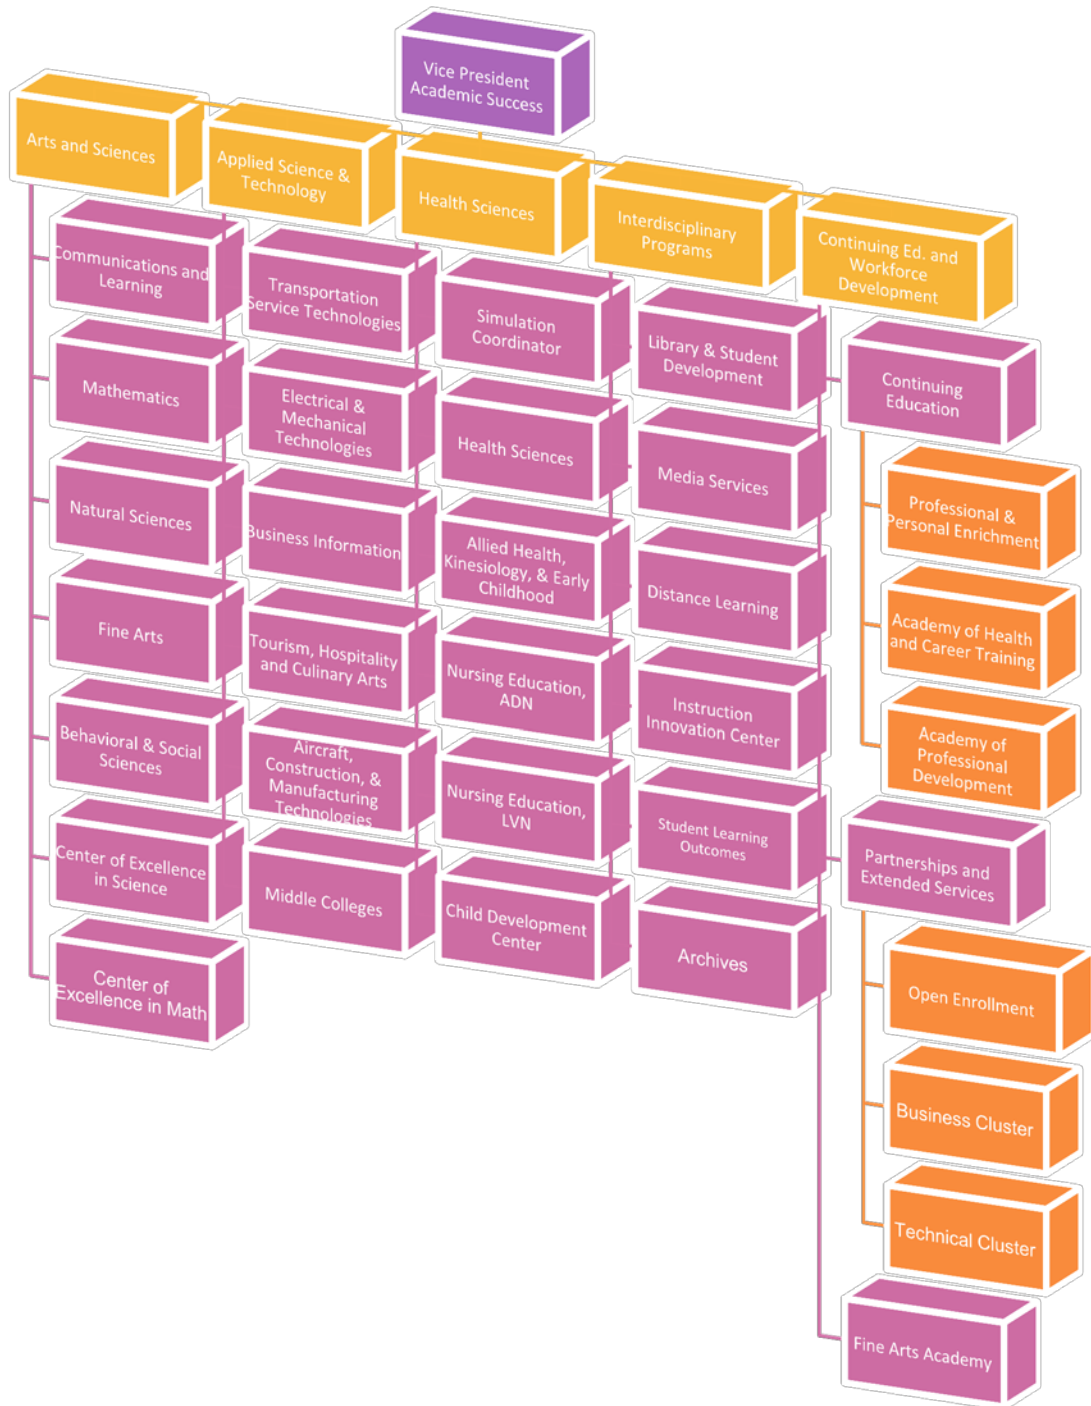 Vice President
Academic Success
Arts and Sciences
Communications and
Learning
Mathematics
Natural Sciences
Fine Arts
Behavioral & Social
Sciences
Center of Excellence
in Science
Center of
Excellence in Math
Applied Science &
Technology
Transportation
Service Technologies
Electrical &
Mechanical
Technologies
Business Information
Tourism, Hospitality
and Culinary Arts
Aircraft,
Construction, &
Manufacturing
Technologies
Middle Colleges
Health Sciences
Simulation
Coordinator
Health Sciences
Allied Health,
Kinesiology, & Early
Childhood
Nursing Education,
ADN
Nursing Education,
LVN
Child Development
Center
Interdisciplinary
Programs
Library & Student
Development
Media Services
Distance Learning
Instruction
Innovation Center
Student Learning
Outcomes
Archives
Continuing Ed. and
Workforce
Development
Continuing
Education
Professional &
Personal Enrichment
Academy of Health
and Career Training
Academy of
Professional
Development
Partnerships and
Extended Services
Open Enrollment
Business Cluster
Technical Cluster
Fine Arts Academy